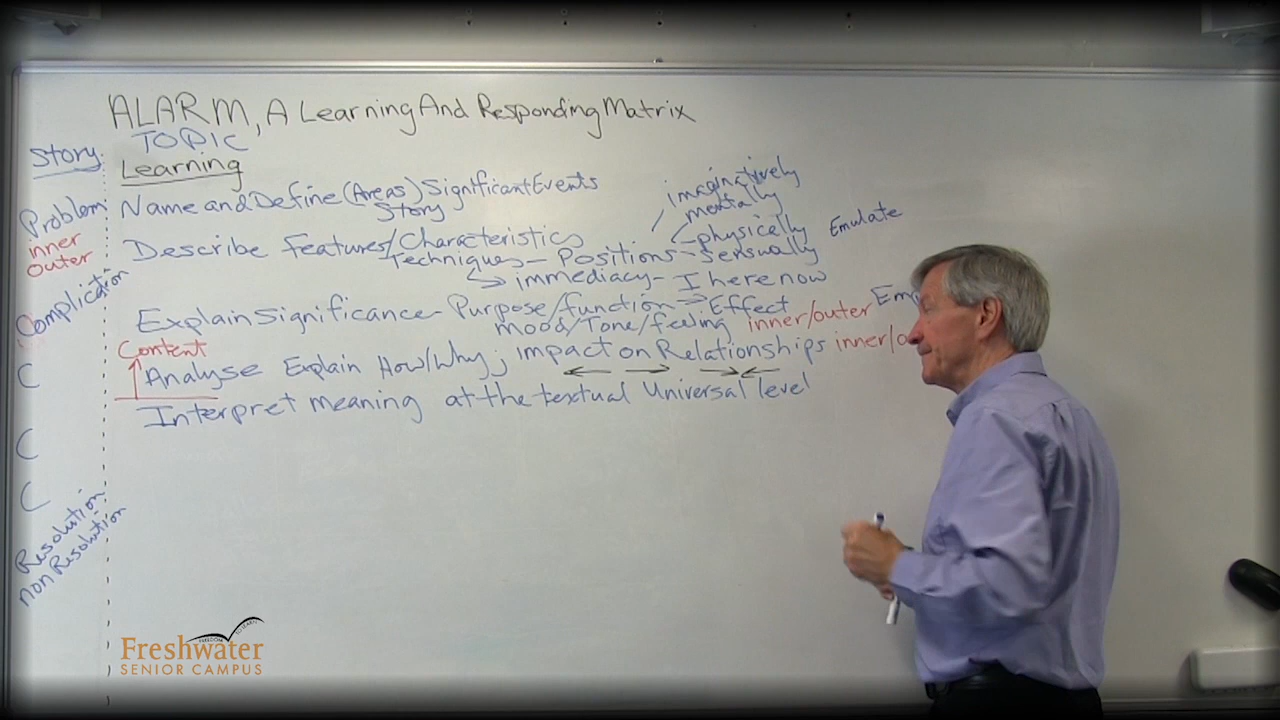 ALARM, A Learning And Responding Matrix
TOPIC
Story
Learning
Problem
inner
outer
Complication
C
C
C
Resolution
non Resolution
Name and Define (Areas) Significant Events
Story
Describe Features/Characteristics
Techniques - Positions - sensually
physically
mentally
imaginatively
Emulate
immediacy - I here now
Explain Significance - Purpose/function ⇒ Effect
mood/Tone/feeling inner/outer
Content
Analyse Explain How/Why; impact on Relationships
Interpret meaning at the textual Universal level
Freshwater
SENIOR CAMPUS